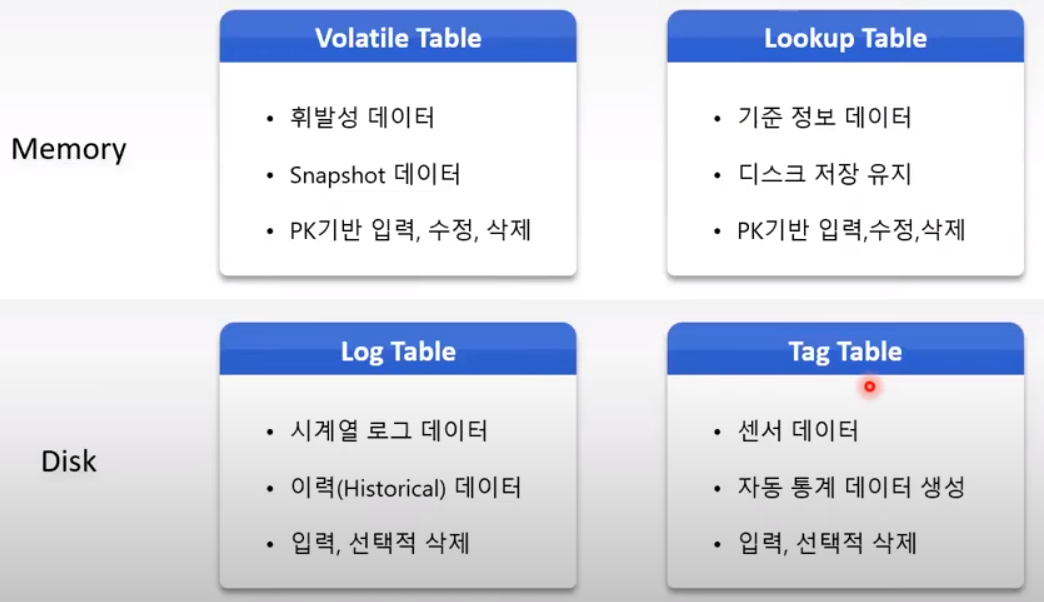 Memory
Volatile Table
• 휘발성 데이터
• Snapshot 데이터
• PK기반 입력, 수정, 삭제
Lookup Table
• 기준 정보 데이터
• 디스크 저장 유지
• PK기반 입력,수정,삭제
Disk
Log Table
• 시계열 로그 데이터
• 이력(Historical) 데이터
• 입력, 선택적 삭제
Tag Table
• 센서 데이터
• 자동 통계 데이터 생성
• 입력, 선택적 삭제